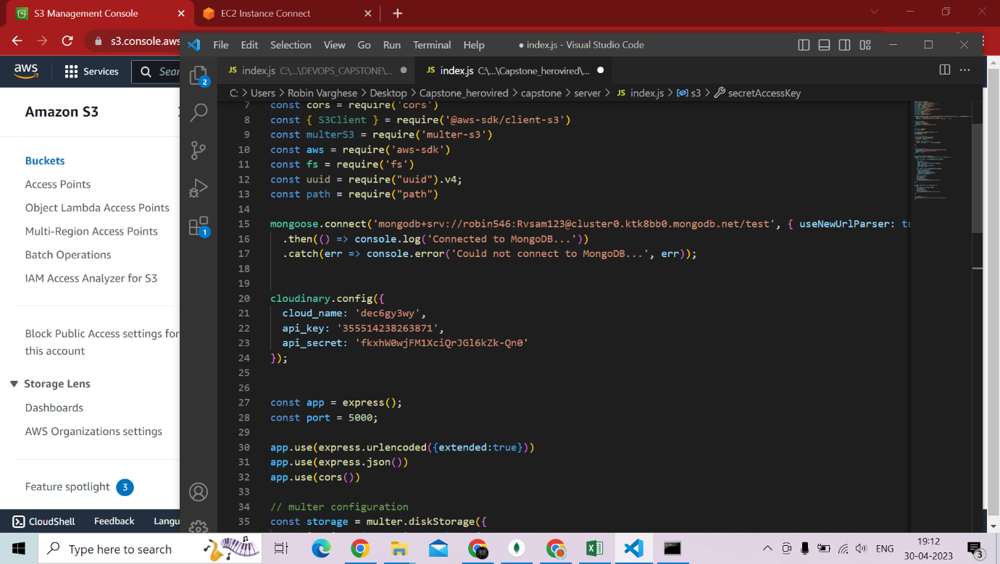 S3 Management Console
EC2 Instance Connect
s3.console.aws
File Edit Selection View Go Run Terminal Help
● index.js - Visual Studio Code
aws
Services
Sear
JS index.js C:\...\DEVOPS_CAPSTONE\...
JS index.js C:\...\Capstone_herovired\...
2
C: > Users > Robin Varghese > Desktop > Capstone_herovired > capstone > server > JS index.js > s3 > secretAccessKey
Amazon S3
Buckets
Access Points
Object Lambda Access Points
Multi-Region Access Points
Batch Operations
IAM Access Analyzer for S3
Block Public Access settings for
this account
Storage Lens
Dashboards
AWS Organizations settings
Feature spotlight 3
CloudShell Feedback Langu
1
7 const cors = require('cors')
8 const { S3Client } = require('@aws-sdk/client-s3')
9 const multerS3 = require('multer-s3')
10 const aws = require('aws-sdk')
11 const fs = require('fs')
12 const uuid = require("uuid").v4;
13 const path = require("path")
14
15 mongoose.connect('mongodb+srv://robin546:Rvsam123@cluster0.ktk8bb0.mongodb.net/test', { useNewUrlParser: tr
16 .then(() => console.log('Connected to MongoDB...'))
17 .catch(err => console.error('Could not connect to MongoDB...', err));
18
19
20 cloudinary.config({
21 cloud_name: 'dec6gy3wy',
22 api_key: '355514238263871',
23 api_secret: 'fkxhW0wjFM1XciQrJGl6kZk-Qn0'
24 });
25
26
27 const app = express();
28 const port = 5000;
29
30 app.use(express.urlencoded({extended:true}))
31 app.use(express.json())
32 app.use(cors())
33
34 // multer configuration
35 const storage = multer.diskStorage({
Type here to search
ENG
19:12
30-04-2023
3